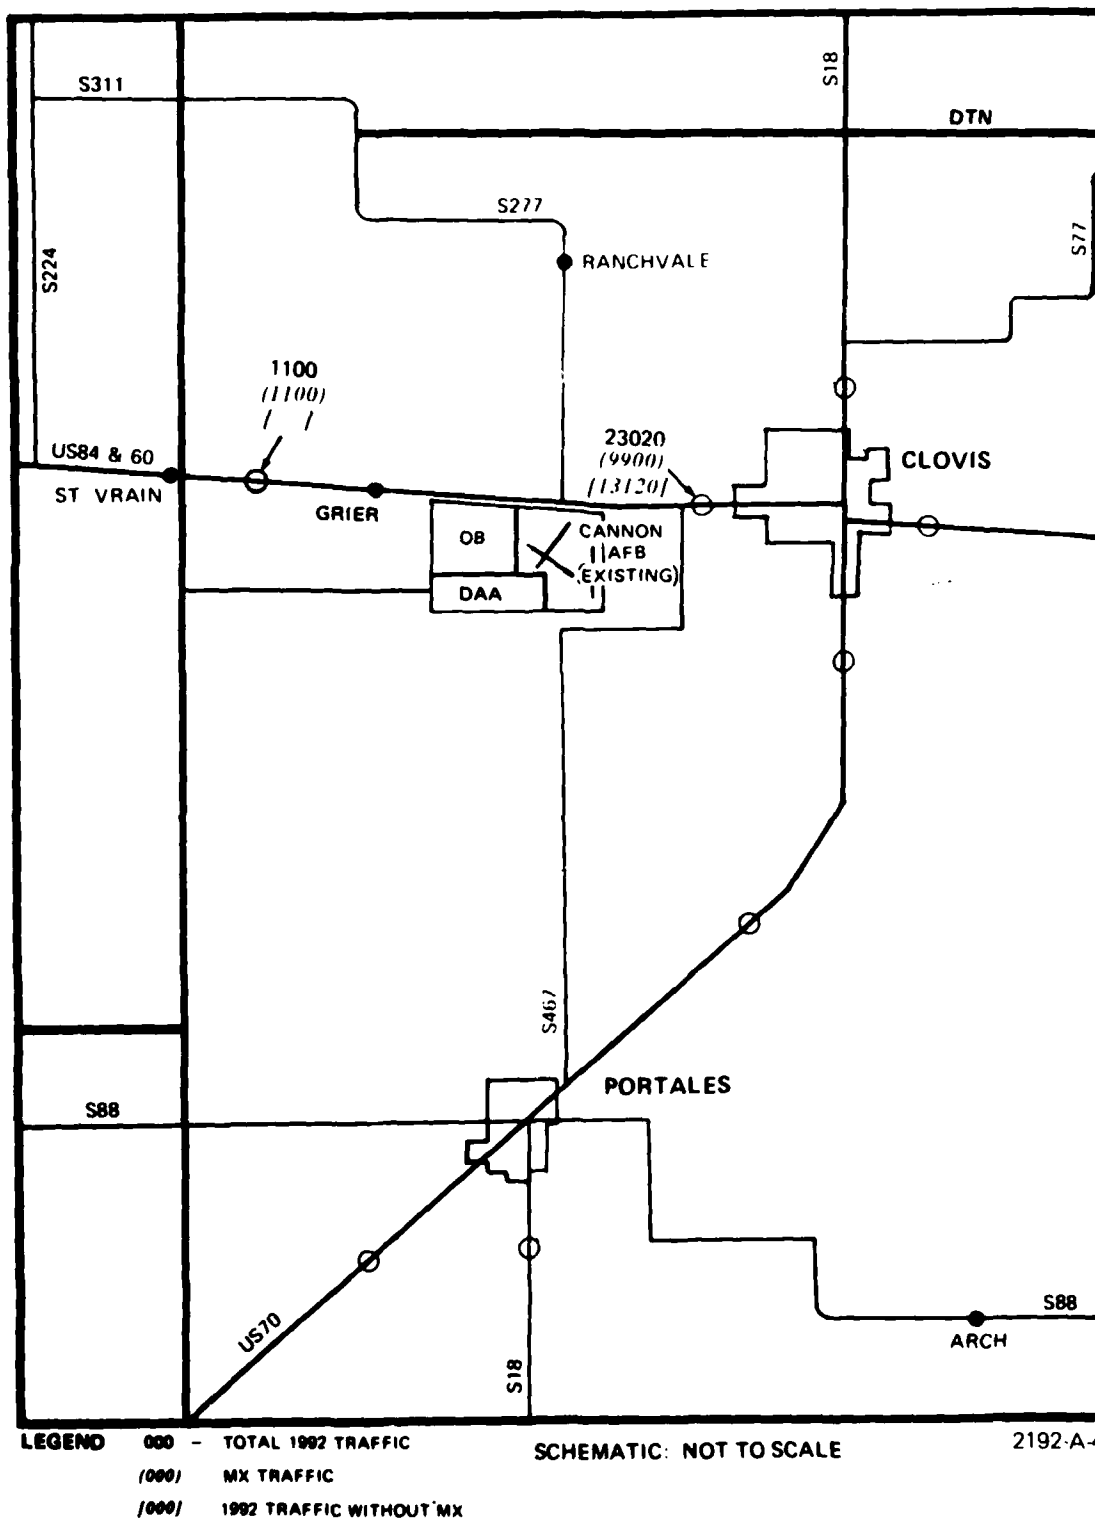 S311
S18
DTN
S277
S77
S224
RANCHVALE
1100
(1100)
[ ]
US84 & 60
ST VRAIN
GRIER
23020
(9900)
[13120]
CLOVIS
OB
CANNON
AFB
(EXISTING)
DAA
S467
PORTALES
S88
US70
S18
S88
ARCH
LEGEND 000 - TOTAL 1992 TRAFFIC
(000) MX TRAFFIC
[000] 1992 TRAFFIC WITHOUT MX
SCHEMATIC: NOT TO SCALE
2192-A-4